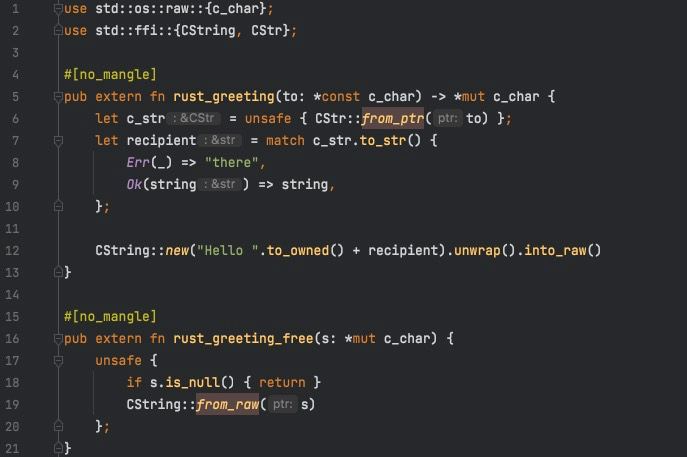 1 use std::os::raw::{c_char};
2 use std::ffi::{CString, CStr};
3
4 #[no_mangle]
5 pub extern fn rust_greeting(to: *const c_char) -> *mut c_char {
6     let c_str : &CStr = unsafe { CStr::from_ptr( ptr: to) };
7     let recipient : &str = match c_str.to_str() {
8         Err(_) => "there",
9         Ok(string : &str ) => string,
10     };
11
12     CString::new("Hello ".to_owned() + recipient).unwrap().into_raw()
13 }
14
15 #[no_mangle]
16 pub extern fn rust_greeting_free(s: *mut c_char) {
17     unsafe {
18         if s.is_null() { return }
19         CString::from_raw( ptr: s)
20     };
21 }